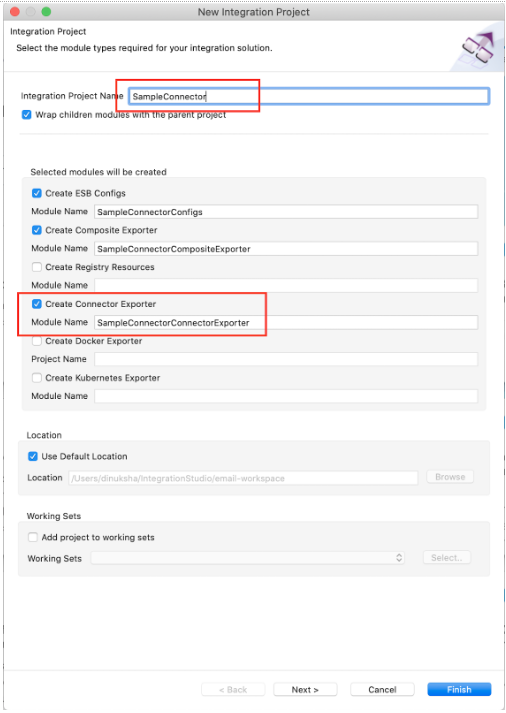 New Integration Project
Integration Project
Select the module types required for your integration solution.
Integration Project Name SampleConnector
Wrap children modules with the parent project
Selected modules will be created
Create ESB Configs
Module Name SampleConnectorConfigs
Create Composite Exporter
Module Name SampleConnectorCompositeExporter
Create Registry Resources
Module Name
Create Connector Exporter
Module Name SampleConnectorConnectorExporter
Create Docker Exporter
Project Name
Create Kubernetes Exporter
Module Name
Location
Use Default Location
Location /Users/dinuksha/IntegrationStudio/email-workspace Browse
Working Sets
Add project to working sets
Working Sets Select..
< Back Next > Cancel Finish